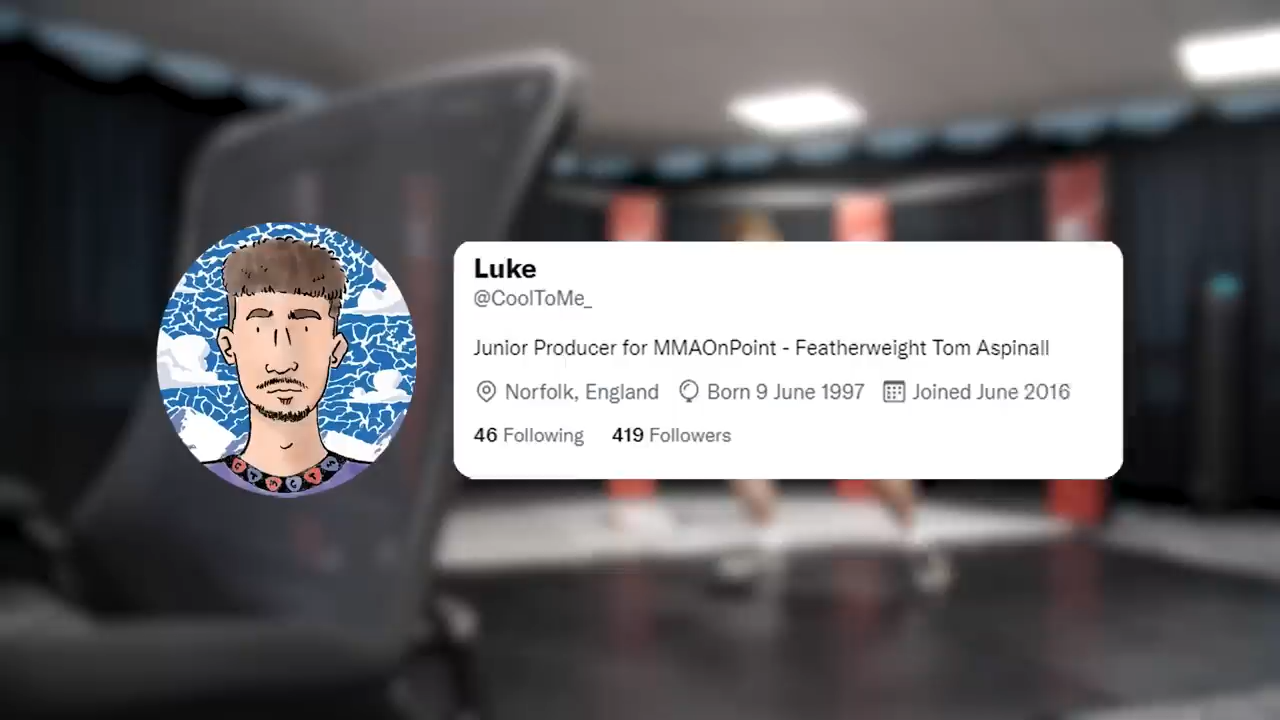 Luke
@CoolToMe_
Junior Producer for MMAOnPoint - Featherweight Tom Aspinall
Norfolk, England Born 9 June 1997 Joined June 2016
46 Following 419 Followers